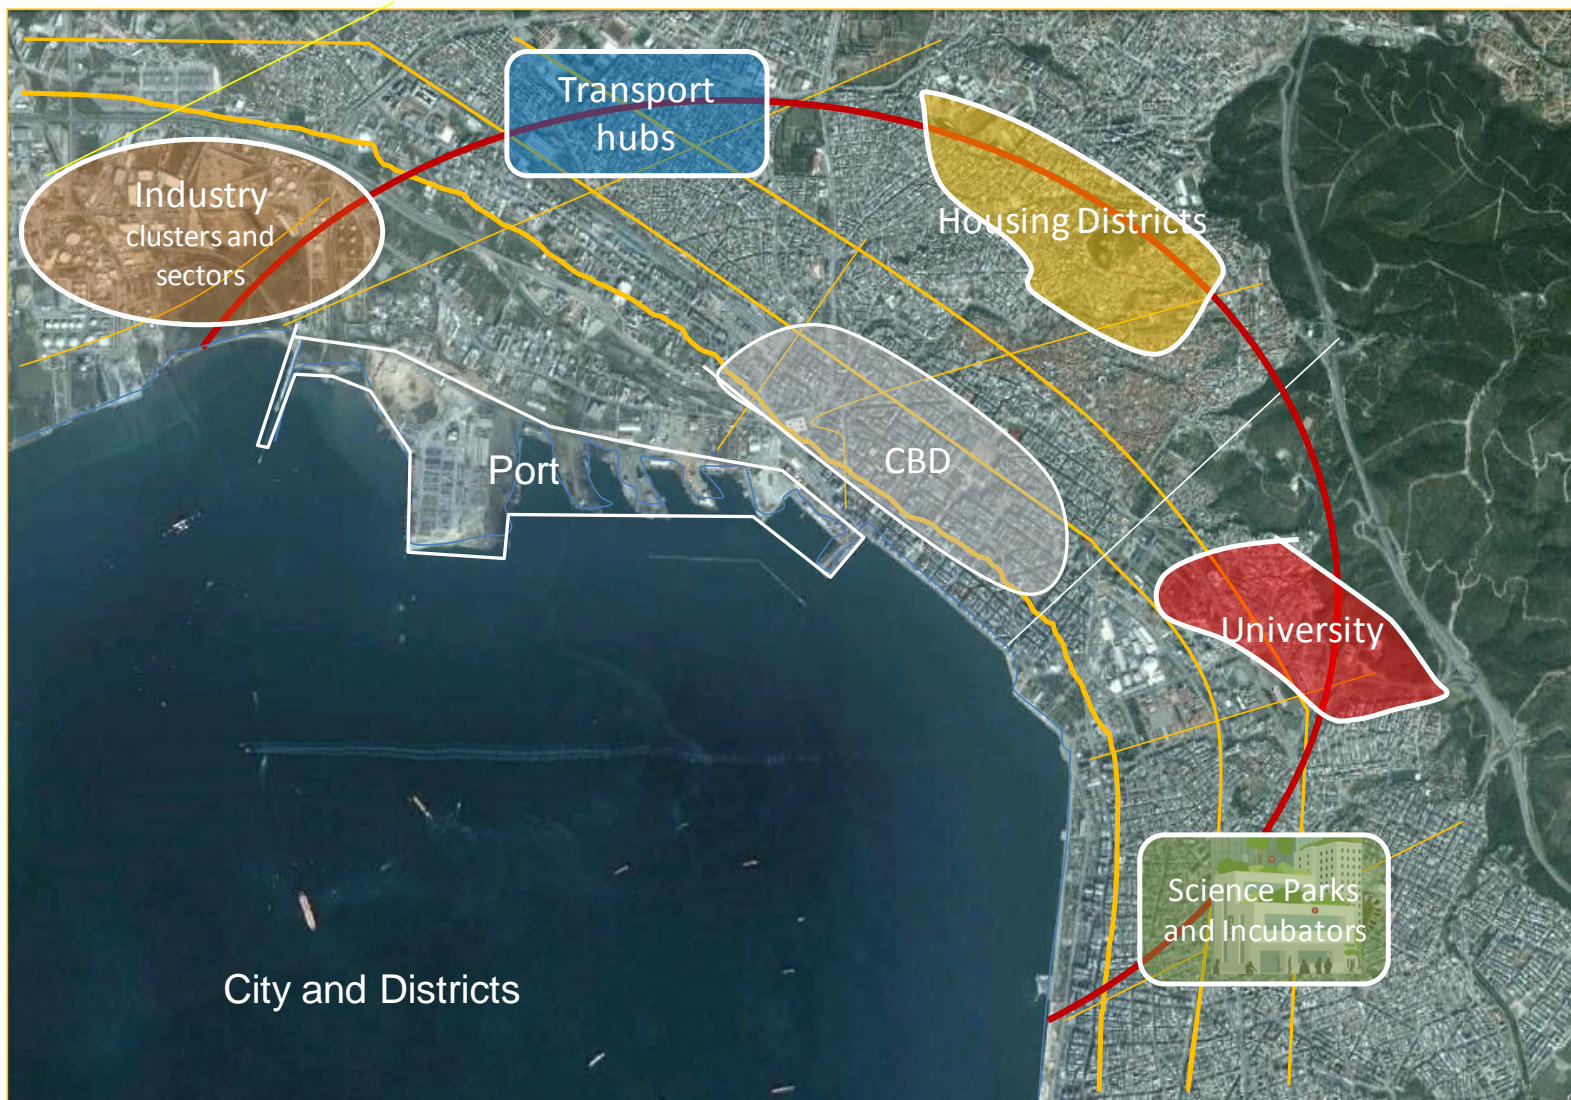 Transport
hubs
Industry
clusters and
sectors
Housing Districts
Port
CBD
University
Science Parks
and Incubators
City and Districts